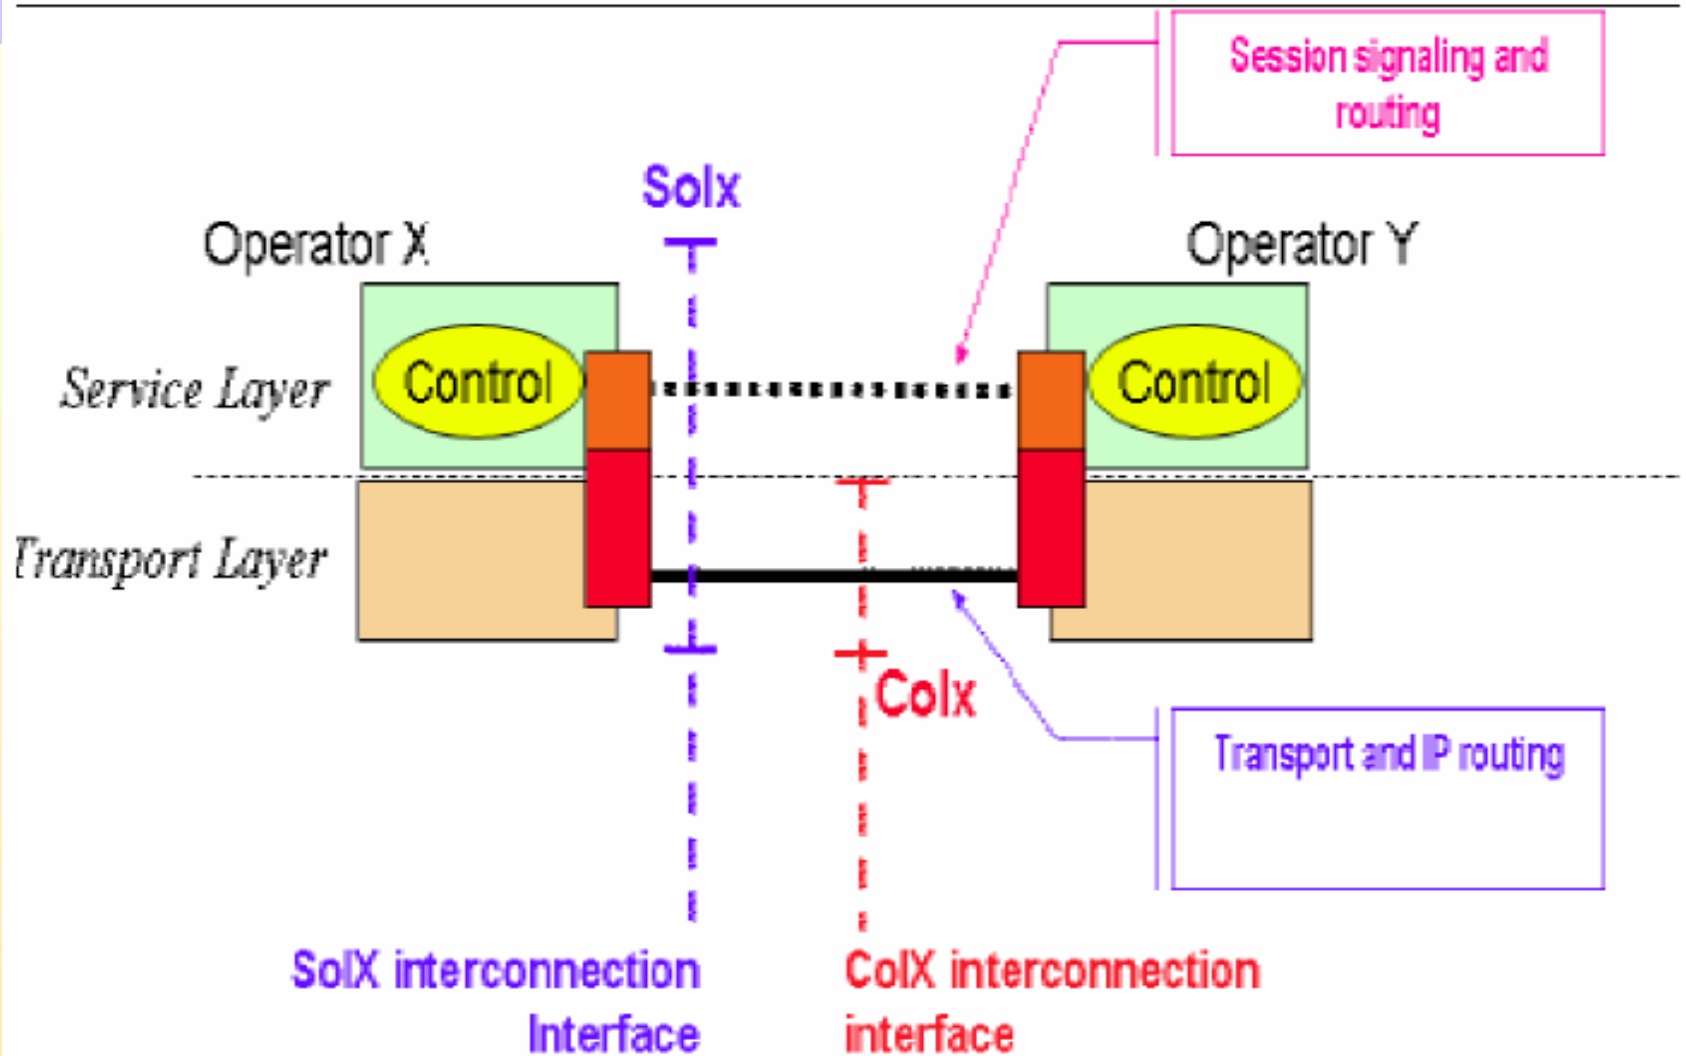 Session signaling and
routing
SoIx
Operator X
Operator Y
Service Layer
Control
Control
Transport Layer
CoIx
Transport and IP routing
SoIX interconnection
Interface
CoIX interconnection
interface